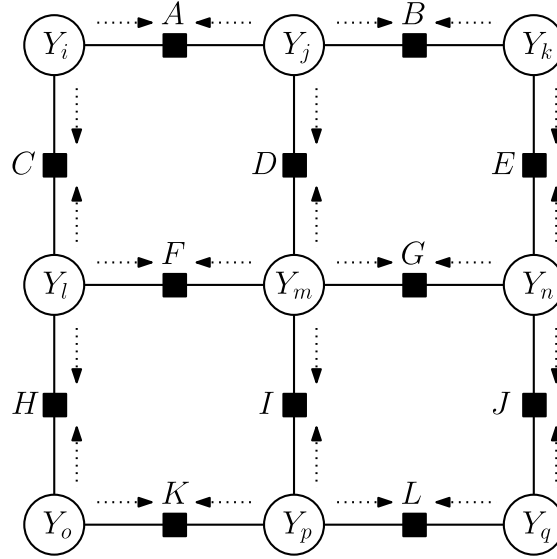 A B
Y_i Y_j Y_k
C D E
F G
Y_l Y_m Y_n
H I J
K L
Y_o Y_p Y_q